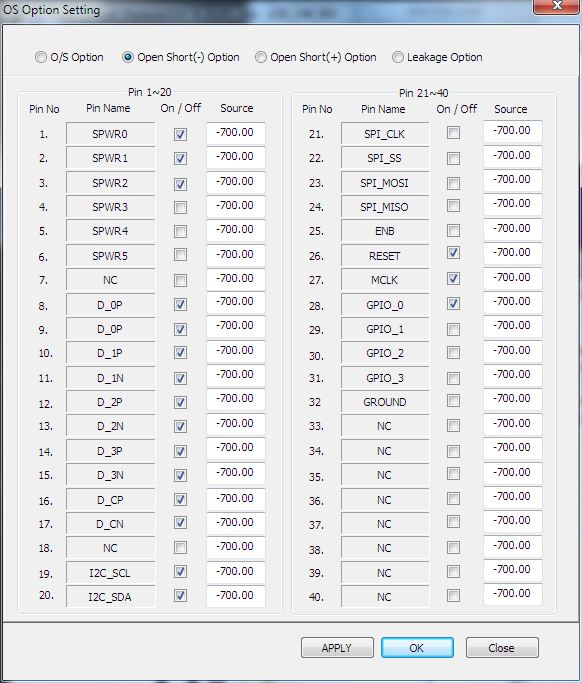 OS Option Setting
O/S Option Open Short(-) Option Open Short(+) Option Leakage Option
Pin 1~20
Pin No Pin Name On / Off Source
1. SPWR0 -700.00
2. SPWR1 -700.00
3. SPWR2 -700.00
4. SPWR3 -700.00
5. SPWR4 -700.00
6. SPWR5 -700.00
7. NC -700.00
8. D_0P -700.00
9. D_0P -700.00
10. D_1P -700.00
11. D_1N -700.00
12. D_2P -700.00
13. D_2N -700.00
14. D_3P -700.00
15. D_3N -700.00
16. D_CP -700.00
17. D_CN -700.00
18. NC -700.00
19. I2C_SCL -700.00
20. I2C_SDA -700.00
Pin 21~40
Pin No Pin Name On / Off Source
21. SPI_CLK -700.00
22. SPI_SS -700.00
23. SPI_MOSI -700.00
24. SPI_MISO -700.00
25. ENB -700.00
26. RESET -700.00
27. MCLK -700.00
28. GPIO_0 -700.00
29. GPIO_1 -700.00
30. GPIO_2 -700.00
31. GPIO_3 -700.00
32 GROUND -700.00
33. NC -700.00
34. NC -700.00
35. NC -700.00
36. NC -700.00
37. NC -700.00
38. NC -700.00
39. NC -700.00
40. NC -700.00
APPLY OK Close